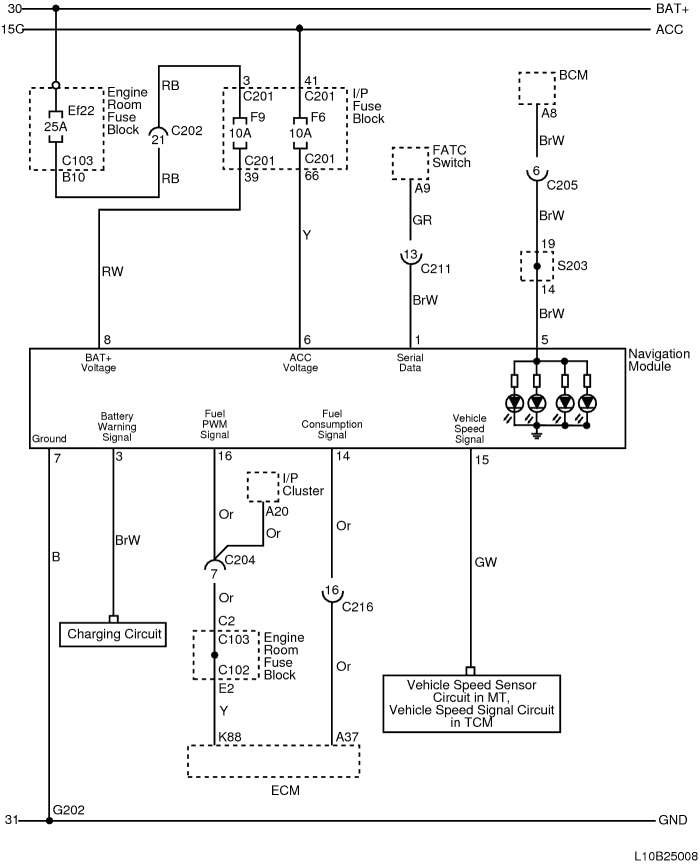 30 BAT+
15C ACC
Engine
Room
Fuse
Block
Ef22
25A
C103
B10
RB
21 C202
RB
3
C201
F9
10A
C201
39
41
C201
F6
10A
C201
66
I/P
Fuse
Block
FATC
Switch
A9
GR
13
C211
BrW
BCM
A8
BrW
6
C205
BrW
19
S203
14
BrW
RW
Y
8
6
1
5
BAT+
Voltage
ACC
Voltage
Serial
Data
Navigation
Module
Ground
Battery
Warning
Signal
Fuel
PWM
Signal
Fuel
Consumption
Signal
Vehicle
Speed
Signal
7
3
16
14
15
I/P
Cluster
A20
Or
Or
Or
B
BrW
GW
C204
7
Or
16
C216
C2
C103
C102
E2
Engine
Room
Fuse
Block
Or
Y
K88
A37
ECM
Charging Circuit
Vehicle Speed Sensor
Circuit in MT,
Vehicle Speed Signal Circuit
in TCM
G202
31 GND
L10B25008